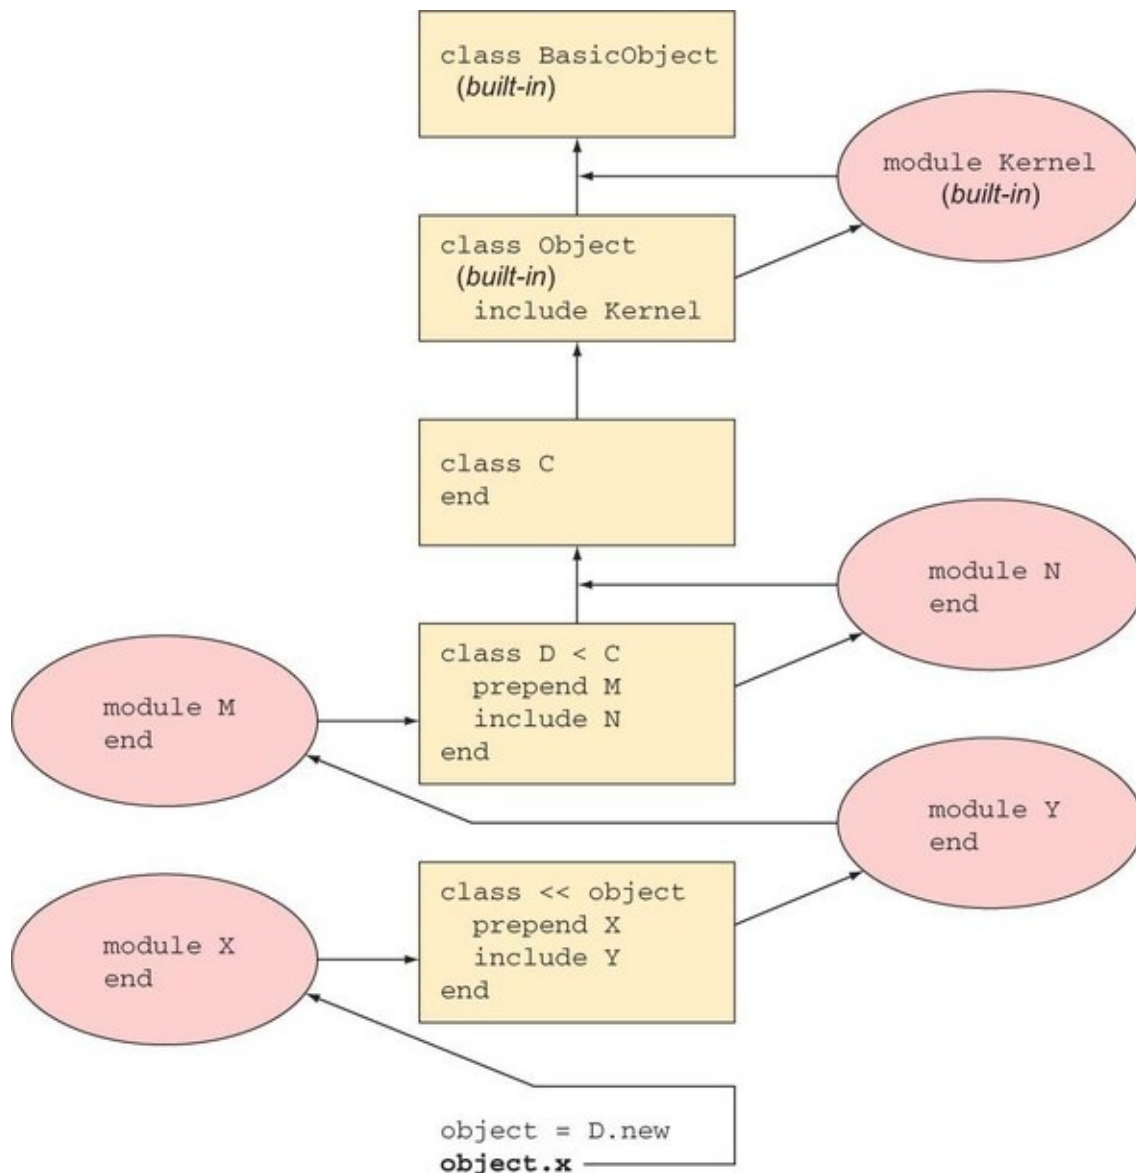 class BasicObject
(built-in)
module Kernel
(built-in)
class Object
(built-in)
include Kernel
class C
end
module N
end
class D < C
prepend M
include N
end
module M
end
module Y
end
class << object
prepend X
include Y
end
module X
end
object = D.new
object.x